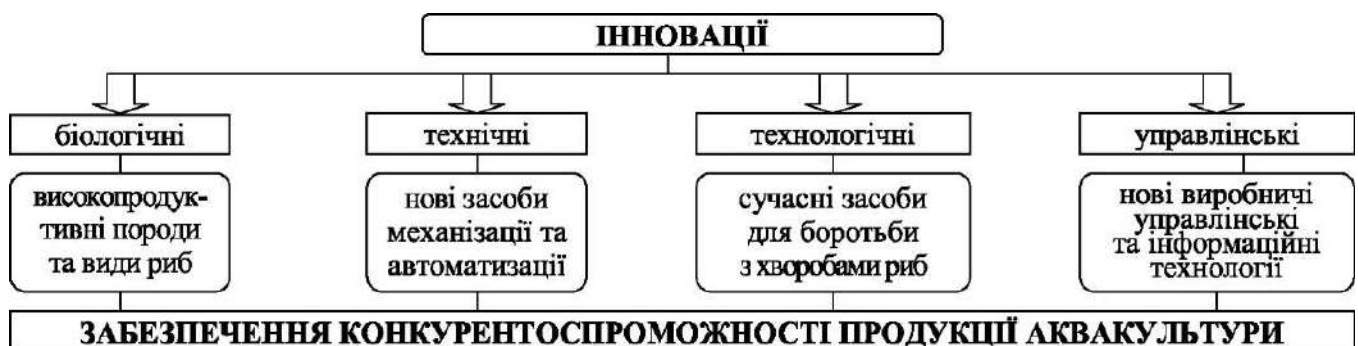 ІННОВАЦІЇ
біологічні
технічні
технологічні
управлінські
високопродук-
тивні породи
та види риб
нові засоби
механізації та
автоматизації
сучасні засоби
для боротьби
з хворобами риб
нові виробничі
управлінські
та інформаційні
технології
ЗАБЕЗПЕЧЕННЯ КОНКУРЕНТОСПРОМОЖНОСТІ ПРОДУКЦІЇ АКВАКУЛЬТУРИ